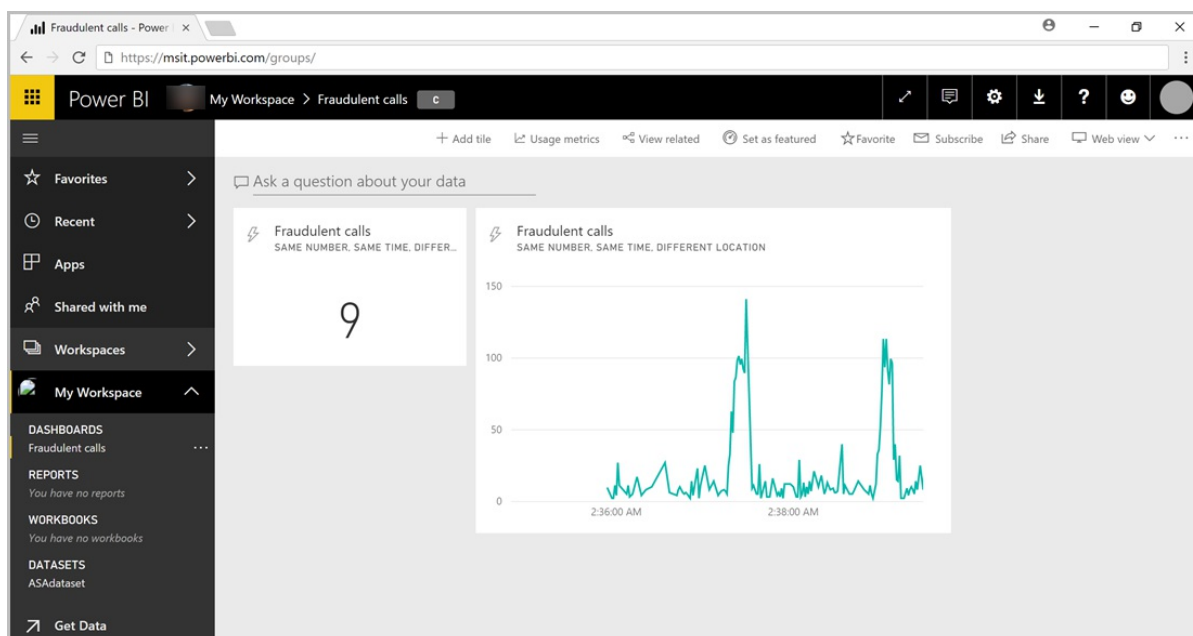 Fraudulent calls - Power
https://msit.powerbi.com/groups/
Power BI
My Workspace > Fraudulent calls C
?
+ Add tile Usage metrics View related Set as featured Favorite Subscribe Share Web view ...
Favorites
Recent
Apps
Shared with me
Workspaces
My Workspace
DASHBOARDS
Fraudulent calls ...
REPORTS
You have no reports
WORKBOOKS
You have no workbooks
DATASETS
ASAdataset
Get Data
Ask a question about your data
Fraudulent calls
SAME NUMBER, SAME TIME, DIFFER...
9
Fraudulent calls
SAME NUMBER, SAME TIME, DIFFERENT LOCATION
150
100
50
0
2:36:00 AM 2:38:00 AM